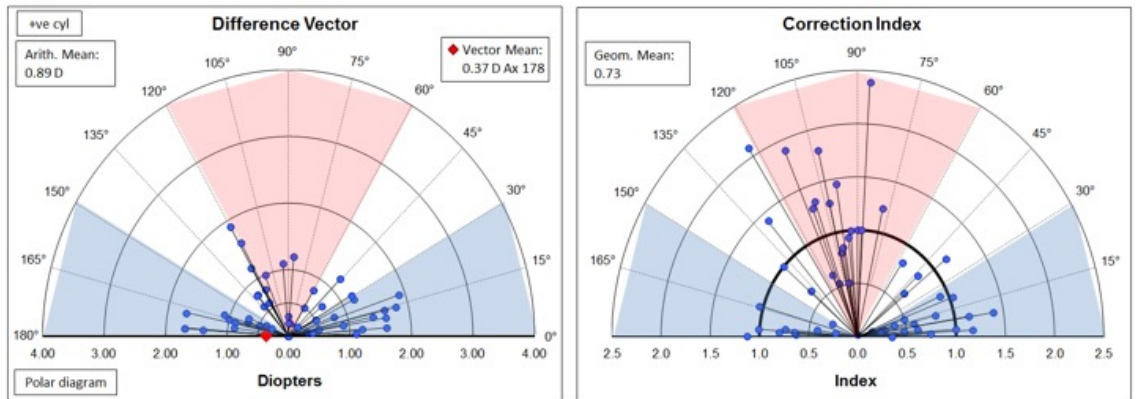 +ve cyl
Difference Vector
Arith. Mean:
0.89 D
Vector Mean:
0.37 D Ax 178
90°
105°
75°
120°
60°
135°
45°
150°
30°
165°
15°
180°
0°
4.00 3.00 2.00 1.00 0.00 1.00 2.00 3.00 4.00
Polar diagram
Diopters
Correction Index
Geom. Mean:
0.73
90°
105°
75°
120°
60°
135°
45°
150°
30°
165°
15°
180°
0°
2.5 2.0 1.5 1.0 0.5 0.0 0.5 1.0 1.5 2.0 2.5
Index